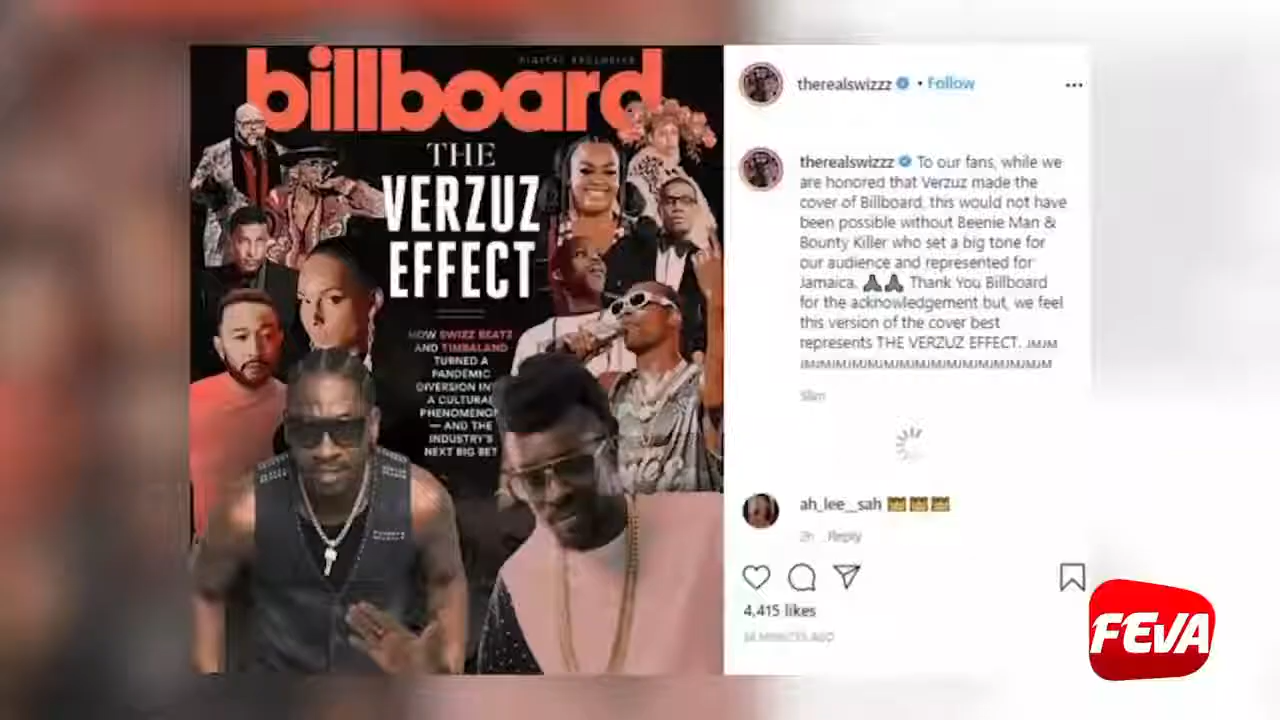 DIGITAL EXCLUSIVE
billboard
THE
VERZUZ
EFFECT
HOW SWIZZ BEATZ
AND TIMBALAND
TURNED A
PANDEMIC
DIVERSION IN
A CULTURAL
PHENOMENON
— AND THE
INDUSTRY'S
NEXT BIG BET
therealswizzz • Follow
therealswizzz To our fans, while we
are honored that Verzuz made the
cover of Billboard, this would not have
been possible without Beenie Man &
Bounty Killer who set a big tone for
our audience and represented for
Jamaica. 🙏🏿🙏🏿 Thank You Billboard
for the acknowledgement but, we feel
this version of the cover best
represents THE VERZUZ EFFECT. JMJM
ah_lee__sah
2h Reply
4,415 likes
MINUTES AGO
FEVA